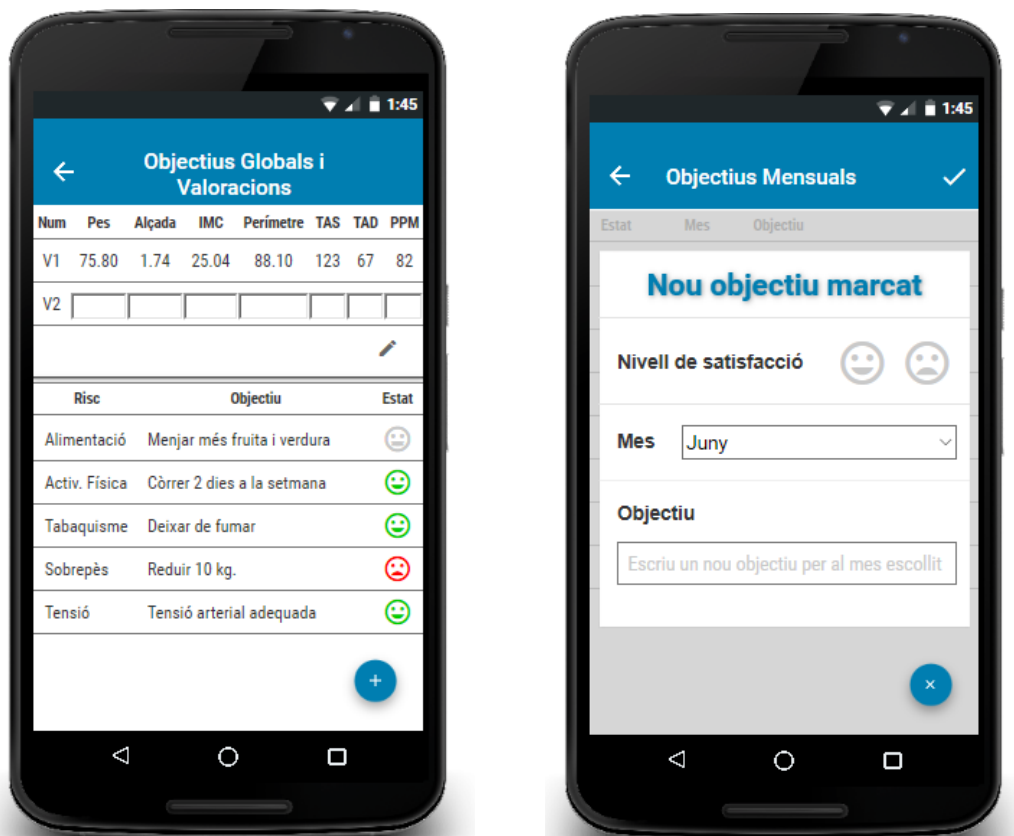 1:45
Objectius Globals i
Valoracions
Num Pes Alçada IMC Perímetre TAS TAD PPM
V1 75.80 1.74 25.04 88.10 123 67 82
V2
Risc Objectiu Estat
Alimentació Menjar més fruita i verdura
Activ. Física Còrrer 2 dies a la setmana
Tabaquisme Deixar de fumar
Sobrepès Reduir 10 kg.
Tensió Tensió arterial adequada
1:45
Objectius Mensuals
Estat Mes Objectiu
Nou objectiu marcat
Nivell de satisfacció
Mes Juny
Objectiu
Escriu un nou objectiu per al mes escollit